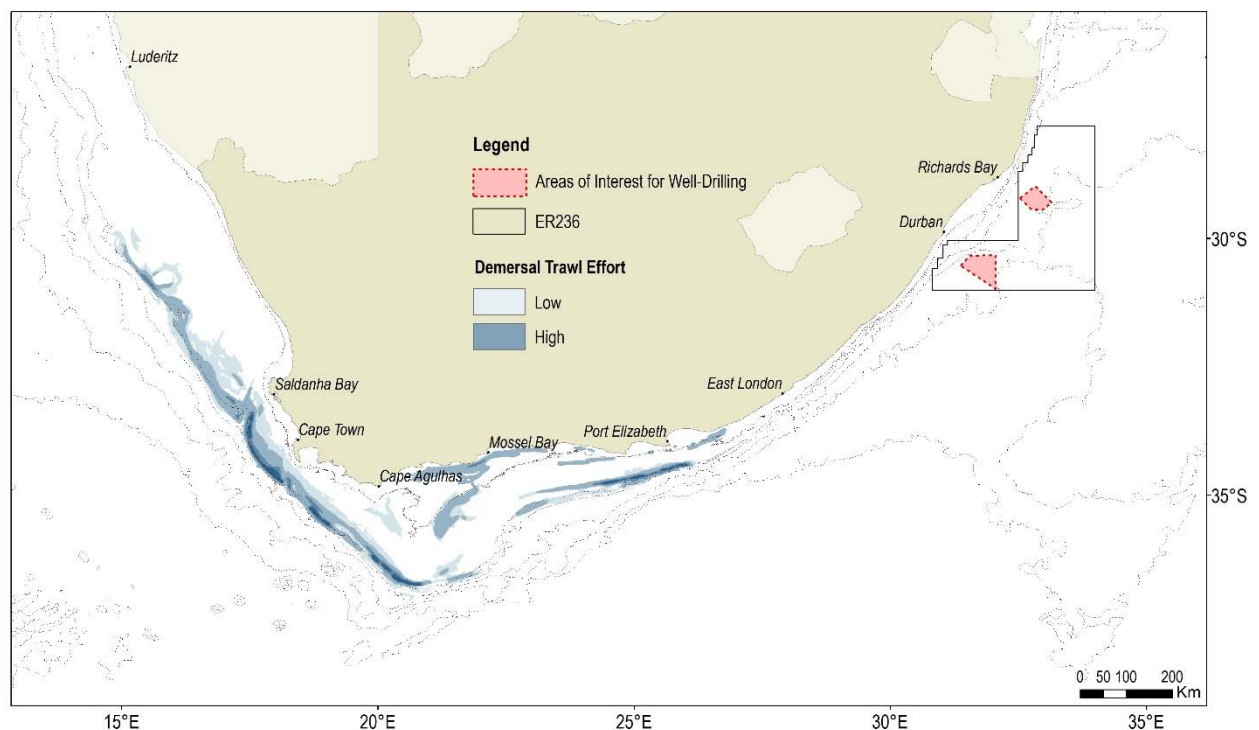 Luderitz
Legend
Areas of Interest for Well-Drilling
ER236
Demersal Trawl Effort
Low
High
Richards Bay
Durban
30°S
Saldanha Bay
East London
Cape Town
Mossel Bay
Port Elizabeth
Cape Agulhas
35°S
0 50 100 200
Km
15°E 20°E 25°E 30°E 35°E